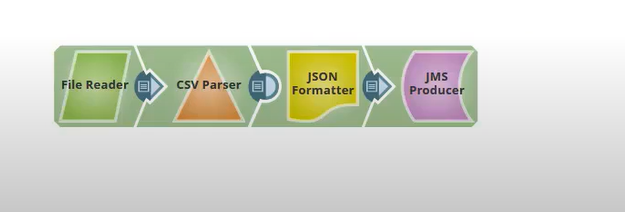 File Reader
CSV Parser
JSON
Formatter
JMS
Producer